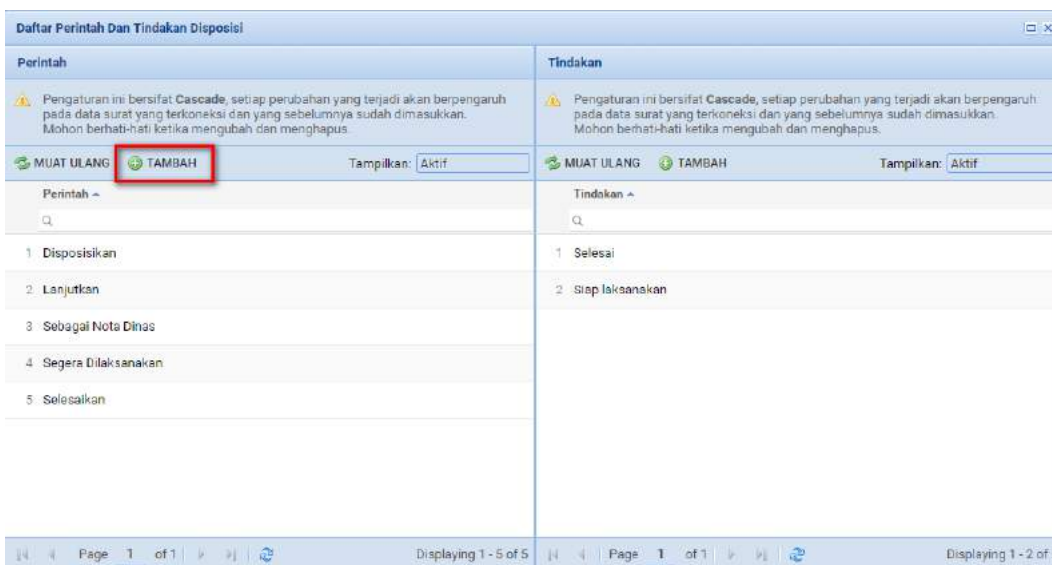 Daftar Perintah Dan Tindakan Disposisi
Perintah
Pengaturan ini bersifat Cascade, setiap perubahan yang terjadi akan berpengaruh
pada data surat yang terkoneksi dan yang sebelumnya sudah dimasukkan.
Mohon berhati-hati ketika mengubah dan menghapus.
MUAT ULANG TAMBAH Tampilkan: Aktif
Perintah
1 Disposisikan
2 Lanjutkan
3 Sebagai Nota Dinas
4 Segera Dilaksanakan
5 Selesaikan
Page 1 of 1 Displaying 1 - 5 of 5
Tindakan
Pengaturan ini bersifat Cascade, setiap perubahan yang terjadi akan berpengaruh
pada data surat yang terkoneksi dan yang sebelumnya sudah dimasukkan.
Mohon berhati-hati ketika mengubah dan menghapus.
MUAT ULANG TAMBAH Tampilkan: Aktif
Tindakan
1 Selesai
2 Siap laksanakan
Page 1 of 1 Displaying 1 - 2 of